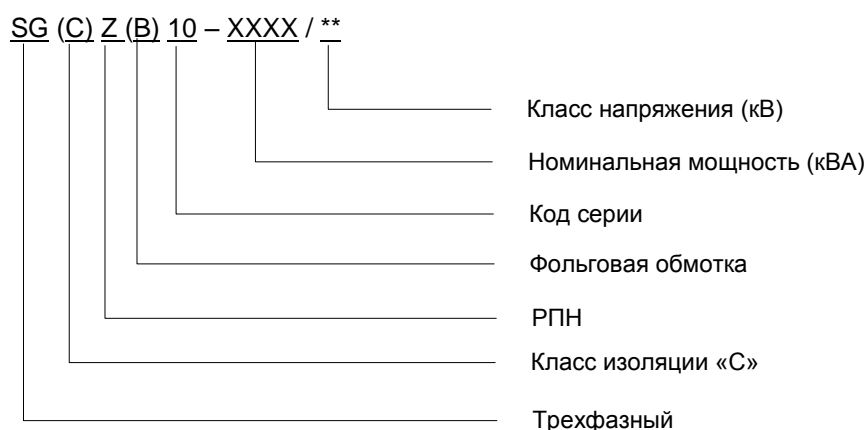 SG (C) Z (B) 10 – XXXX / **
Класс напряжения (кВ)
Номинальная мощность (кВА)
Код серии
Фольговая обмотка
РПН
Класс изоляции «С»
Трехфазный